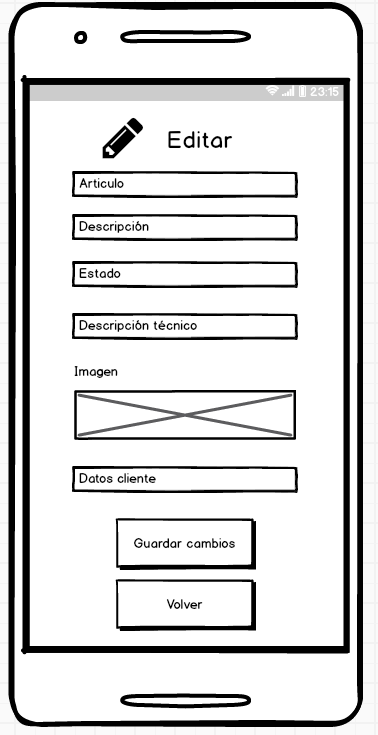 23:15
Editar
Articulo
Descripción
Estado
Descripción técnico
Imagen
Datos cliente
Guardar cambios
Volver